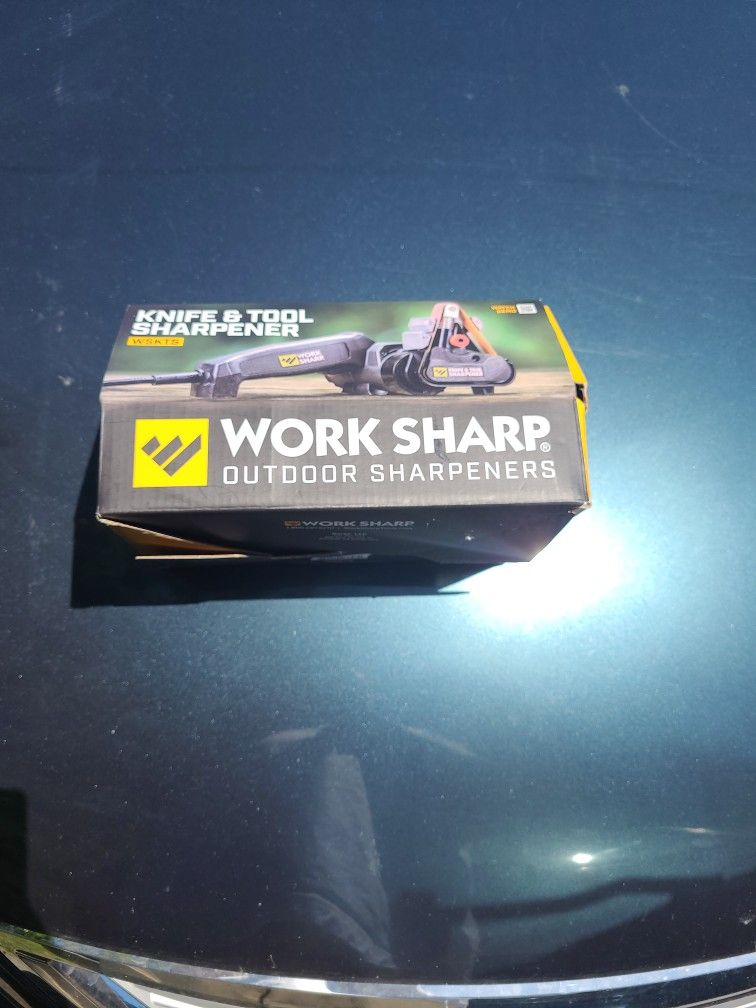 KNIFE & TOOL
SHARPENER
WSKTS
WORK
SHARP
KNIFE & TOOL
SHARPENER
WORK SHARP®
OUTDOOR SHARPENERS
WORK SHARP